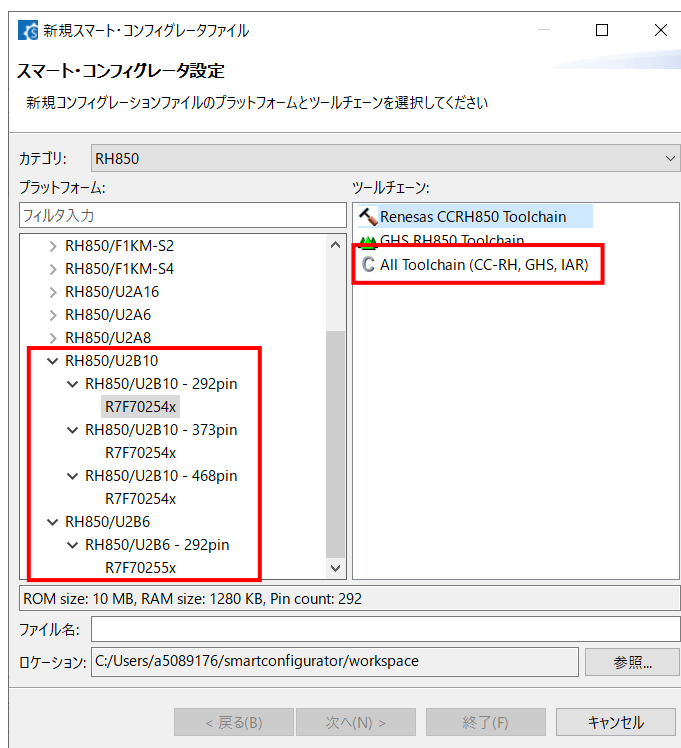 新規スマート・コンフィグレータファイル
スマート・コンフィグレータ設定
新規コンフィグレーションファイルのプラットフォームとツールチェーンを選択してください
カテゴリ: RH850
プラットフォーム:
フィルタ入力
RH850/F1KM-S2
RH850/F1KM-S4
RH850/U2A16
RH850/U2A6
RH850/U2A8
RH850/U2B10
RH850/U2B10 - 292pin
R7F70254x
RH850/U2B10 - 373pin
R7F70254x
RH850/U2B10 - 468pin
R7F70254x
RH850/U2B6
RH850/U2B6 - 292pin
R7F70255x
ツールチェーン:
Renesas CCRH850 Toolchain
GHS RH850 Toolchain
All Toolchain (CC-RH, GHS, IAR)
ROM size: 10 MB, RAM size: 1280 KB, Pin count: 292
ファイル名:
ロケーション: C:/Users/a5089176/smartconfigurator/workspace 参照...
< 戻る(B) 次へ(N) > 終了(F) キャンセル